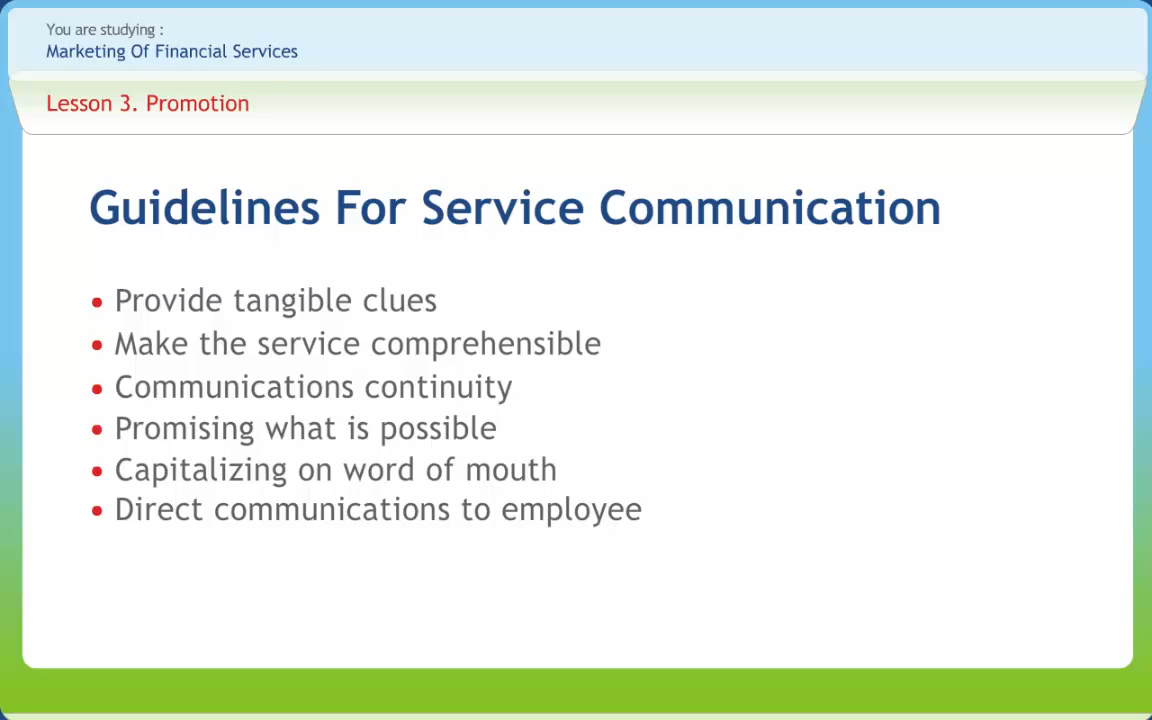 You are studying :
Marketing Of Financial Services
Lesson 3. Promotion
Guidelines For Service Communication
• Provide tangible clues
• Make the service comprehensible
• Communications continuity
• Promising what is possible
• Capitalizing on word of mouth
• Direct communications to employee